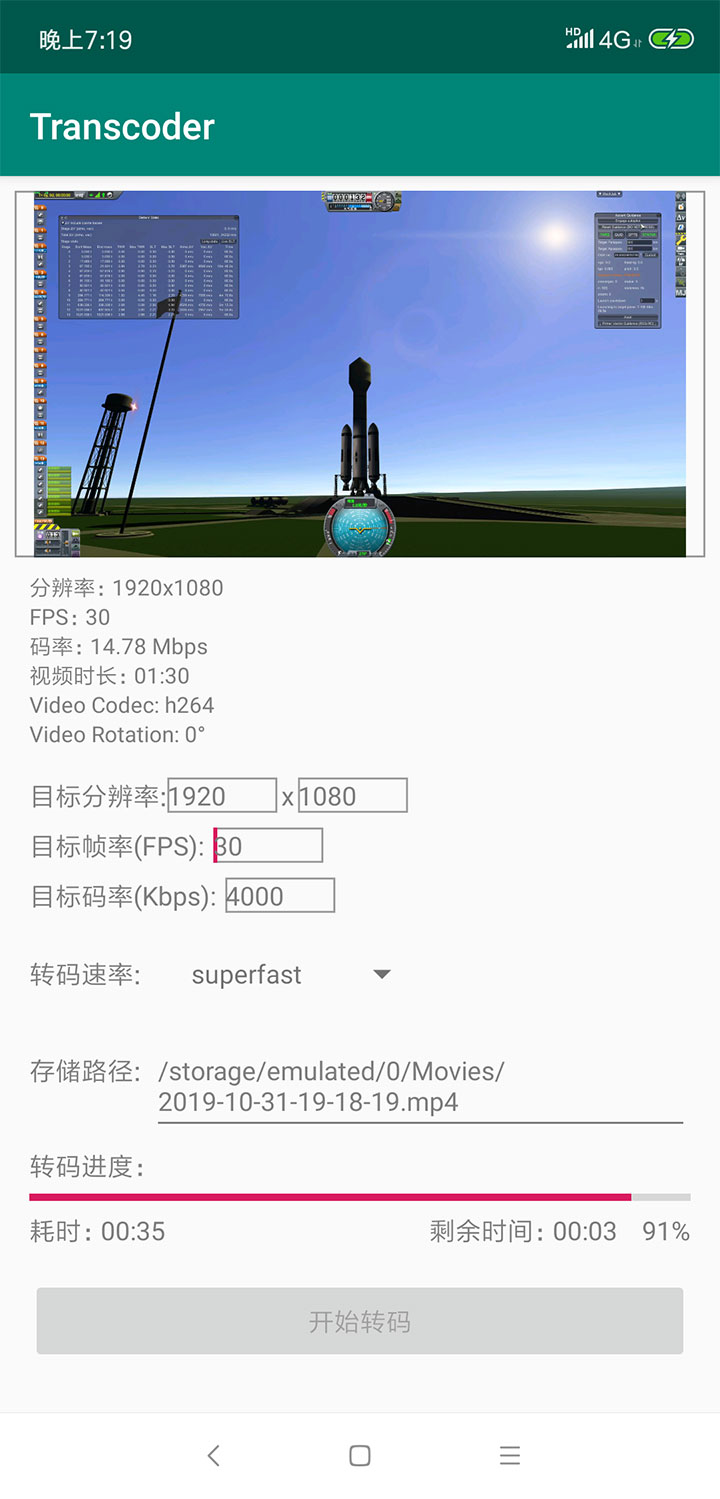 晚上7:19
HD 4G
Transcoder
分辨率: 1920x1080
FPS: 30
码率: 14.78 Mbps
视频时长: 01:30
Video Codec: h264
Video Rotation: 0°
目标分辨率:1920 x 1080
目标帧率(FPS): 30
目标码率(Kbps): 4000
转码速率: superfast
存储路径: /storage/emulated/0/Movies/
2019-10-31-19-18-19.mp4
转码进度:
耗时: 00:35 剩余时间: 00:03 91%
开始转码